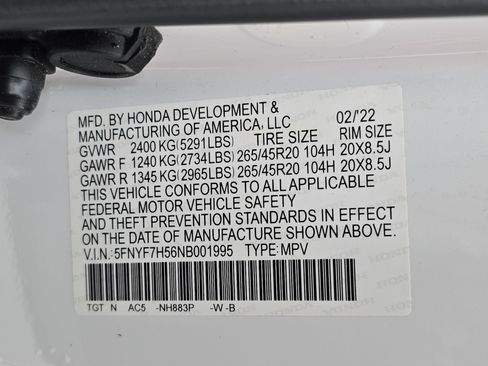 MFD. BY HONDA DEVELOPMENT & 02/'22
MANUFACTURING OF AMERICA, LLC
GVWR 2400 KG(5291LBS) TIRE SIZE RIM SIZE
GAWR F 1240 KG(2734LBS) 265/45R20 104H 20X8.5J
GAWR R 1345 KG(2965LBS) 265/45R20 104H 20X8.5J
THIS VEHICLE CONFORMS TO ALL APPLICABLE
FEDERAL MOTOR VEHICLE SAFETY
AND THEFT PREVENTION STANDARDS IN EFFECT
ON THE DATE OF MANUFACTURE SHOWN ABOVE.
V.I.N.: 5FNYF7H56NB001995 TYPE: MPV
TGT N AC5 -NH883P -W -B